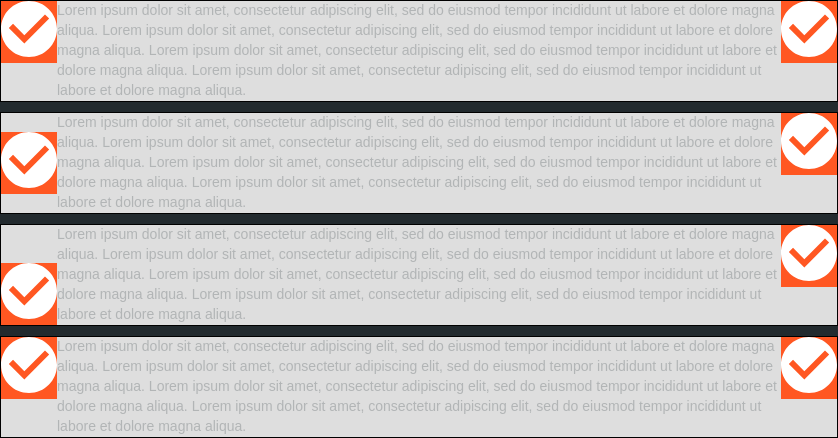 Lorem ipsum dolor sit amet, consectetur adipiscing elit, sed do eiusmod tempor incididunt ut labore et dolore magna
aliqua. Lorem ipsum dolor sit amet, consectetur adipiscing elit, sed do eiusmod tempor incididunt ut labore et dolore
magna aliqua. Lorem ipsum dolor sit amet, consectetur adipiscing elit, sed do eiusmod tempor incididunt ut labore et
dolore magna aliqua. Lorem ipsum dolor sit amet, consectetur adipiscing elit, sed do eiusmod tempor incididunt ut
labore et dolore magna aliqua.
Lorem ipsum dolor sit amet, consectetur adipiscing elit, sed do eiusmod tempor incididunt ut labore et dolore magna
aliqua. Lorem ipsum dolor sit amet, consectetur adipiscing elit, sed do eiusmod tempor incididunt ut labore et dolore
magna aliqua. Lorem ipsum dolor sit amet, consectetur adipiscing elit, sed do eiusmod tempor incididunt ut labore et
dolore magna aliqua. Lorem ipsum dolor sit amet, consectetur adipiscing elit, sed do eiusmod tempor incididunt ut
labore et dolore magna aliqua.
Lorem ipsum dolor sit amet, consectetur adipiscing elit, sed do eiusmod tempor incididunt ut labore et dolore magna
aliqua. Lorem ipsum dolor sit amet, consectetur adipiscing elit, sed do eiusmod tempor incididunt ut labore et dolore
magna aliqua. Lorem ipsum dolor sit amet, consectetur adipiscing elit, sed do eiusmod tempor incididunt ut labore et
dolore magna aliqua. Lorem ipsum dolor sit amet, consectetur adipiscing elit, sed do eiusmod tempor incididunt ut
labore et dolore magna aliqua.
Lorem ipsum dolor sit amet, consectetur adipiscing elit, sed do eiusmod tempor incididunt ut labore et dolore magna
aliqua. Lorem ipsum dolor sit amet, consectetur adipiscing elit, sed do eiusmod tempor incididunt ut labore et dolore
magna aliqua. Lorem ipsum dolor sit amet, consectetur adipiscing elit, sed do eiusmod tempor incididunt ut labore et
dolore magna aliqua. Lorem ipsum dolor sit amet, consectetur adipiscing elit, sed do eiusmod tempor incididunt ut
labore et dolore magna aliqua.